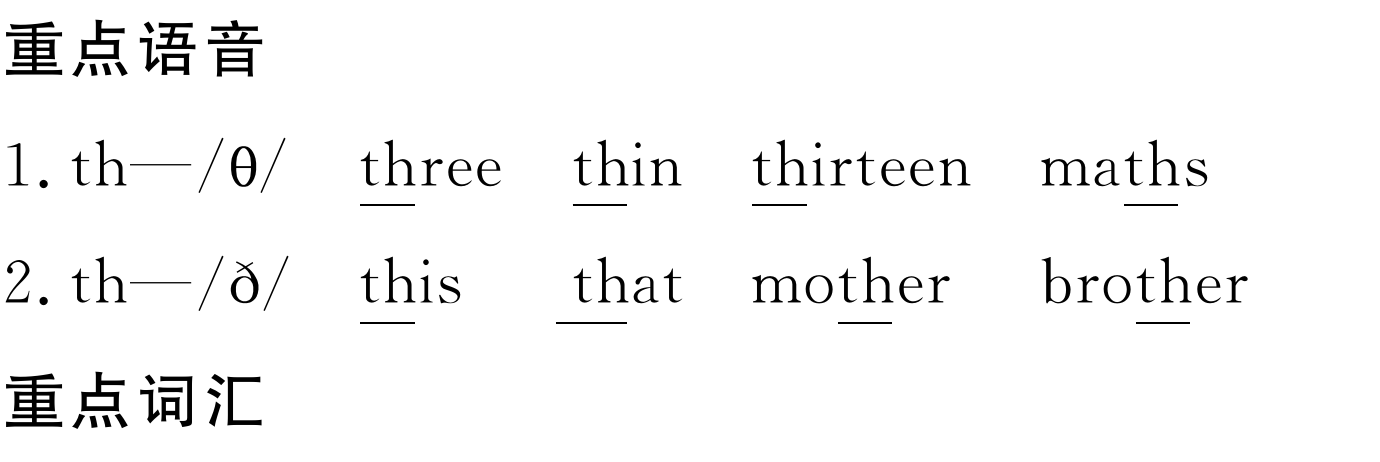 重点语音
1. th—/θ/ three thin thirteen maths
2. th—/ð/ this that mother brother
重点词汇